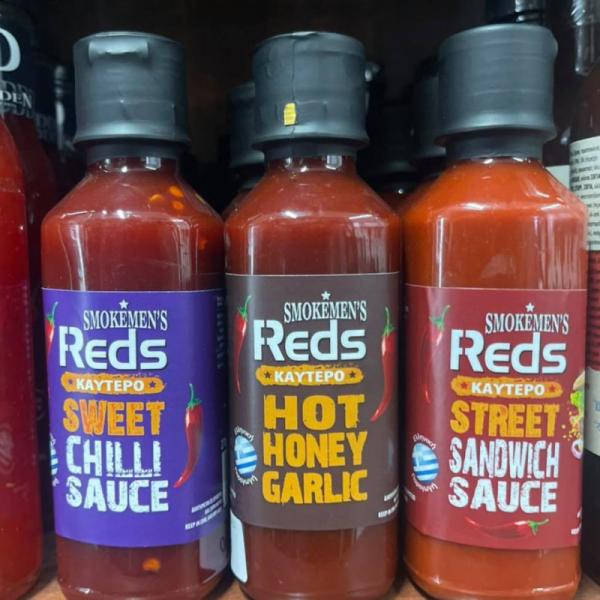 SMOKEMEN'S
Reds
ΚΑΥΤΕΡΟ
SWEET
CHILLI
SAUCE
SMOKEMEN'S
Reds
ΚΑΥΤΕΡΟ
HOT
HONEY
GARLIC
SMOKEMEN'S
Reds
ΚΑΥΤΕΡΟ
STREET
SANDWICH
SAUCE